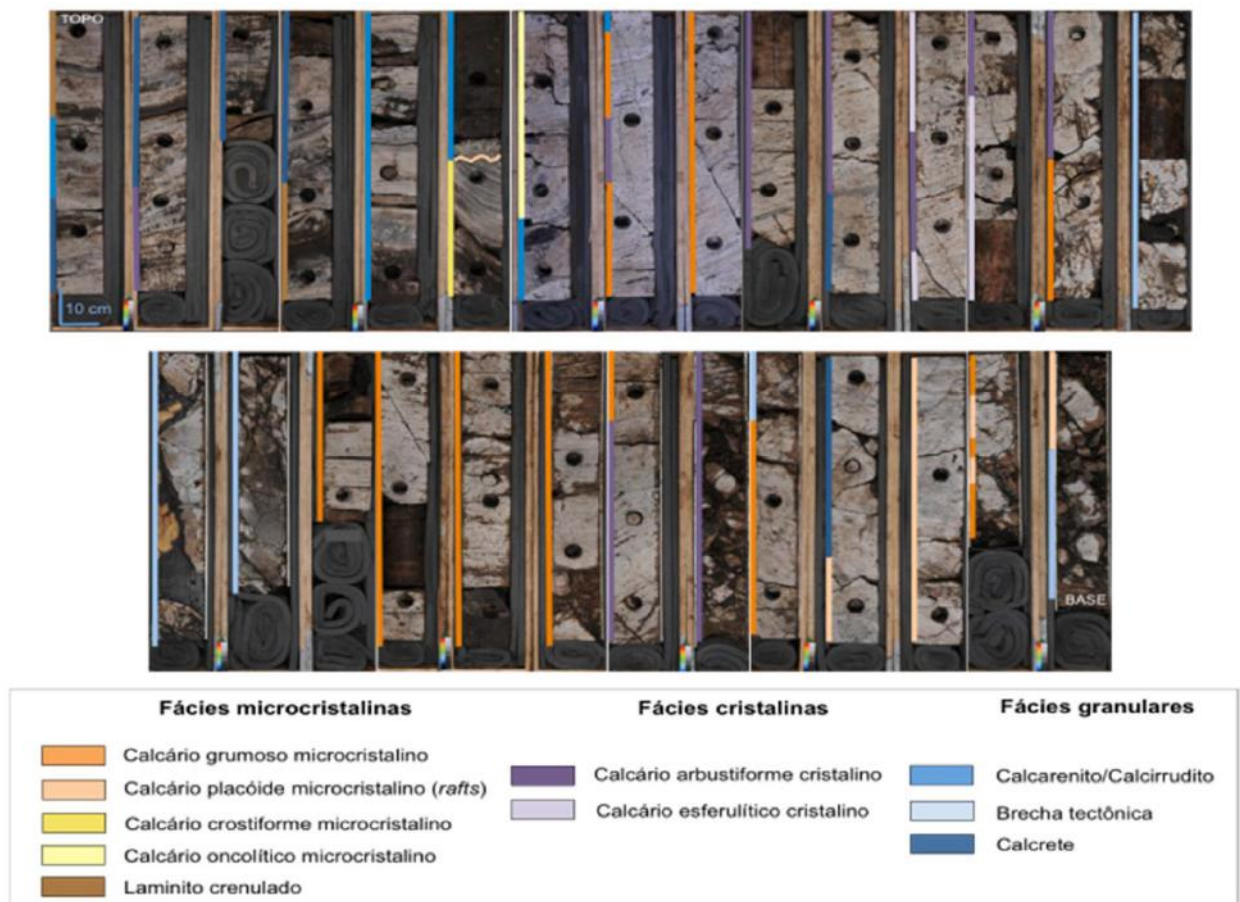 TOPO
10 cm
BASE
Fácies microcristalinas
Calcário grumoso microcristalino
Calcário placóide microcristalino (rafts)
Calcário crostiforme microcristalino
Calcário oncolítico microcristalino
Laminito crenulado
Fácies cristalinas
Calcário arbustiforme cristalino
Calcário esferulítico cristalino
Fácies granulares
Calcarenito/Calcirrudito
Brecha tectônica
Calcrete